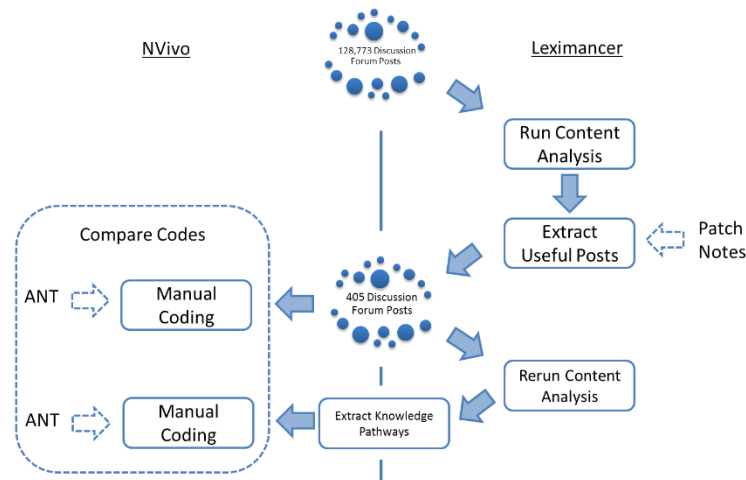 NVivo
128,773 Discussion
Forum Posts
Leximancer
Run Content
Analysis
Extract
Useful Posts
Patch
Notes
Compare Codes
ANT
Manual
Coding
405 Discussion
Forum Posts
Rerun Content
Analysis
ANT
Manual
Coding
Extract Knowledge
Pathways